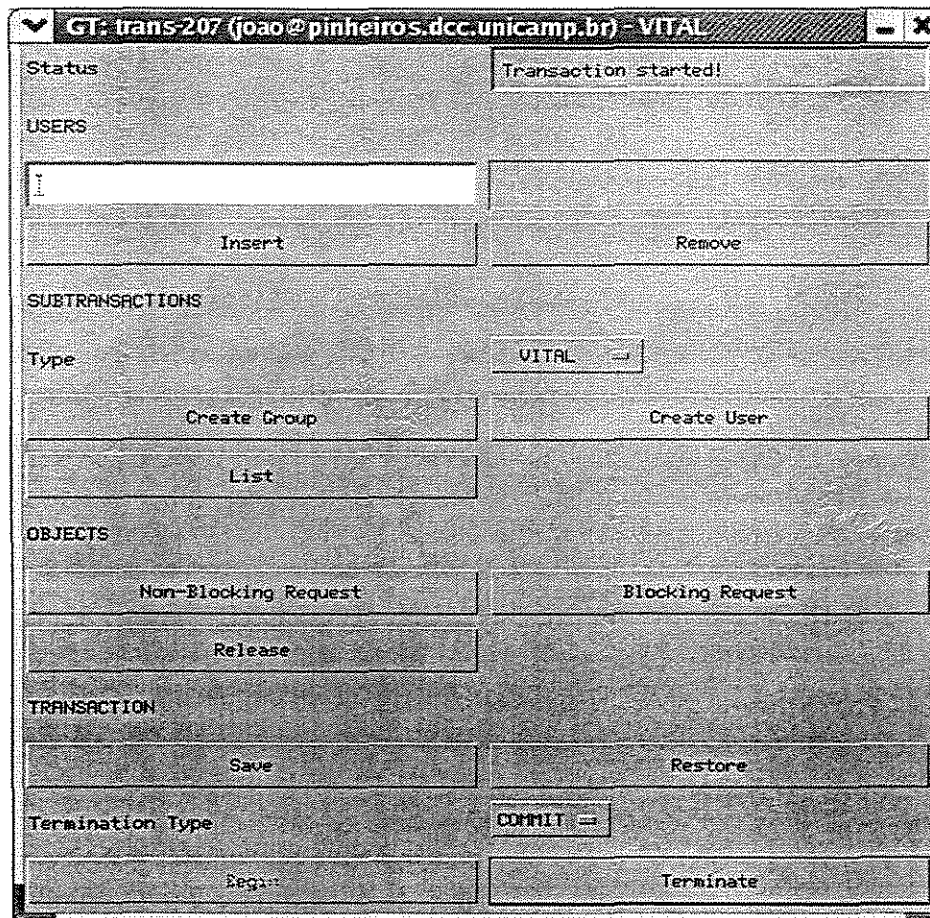 GT: trans-207 (joao@pinheiros.dcc.unicamp.br) - VITAL
Status Transaction started!
USERS
Insert Remove
SUBTRANSACTIONS
Type VITAL
Create Group Create User
List
OBJECTS
Non-Blocking Request Blocking Request
Release
TRANSACTION
Save Restore
Termination Type COMMIT
Begin Terminate